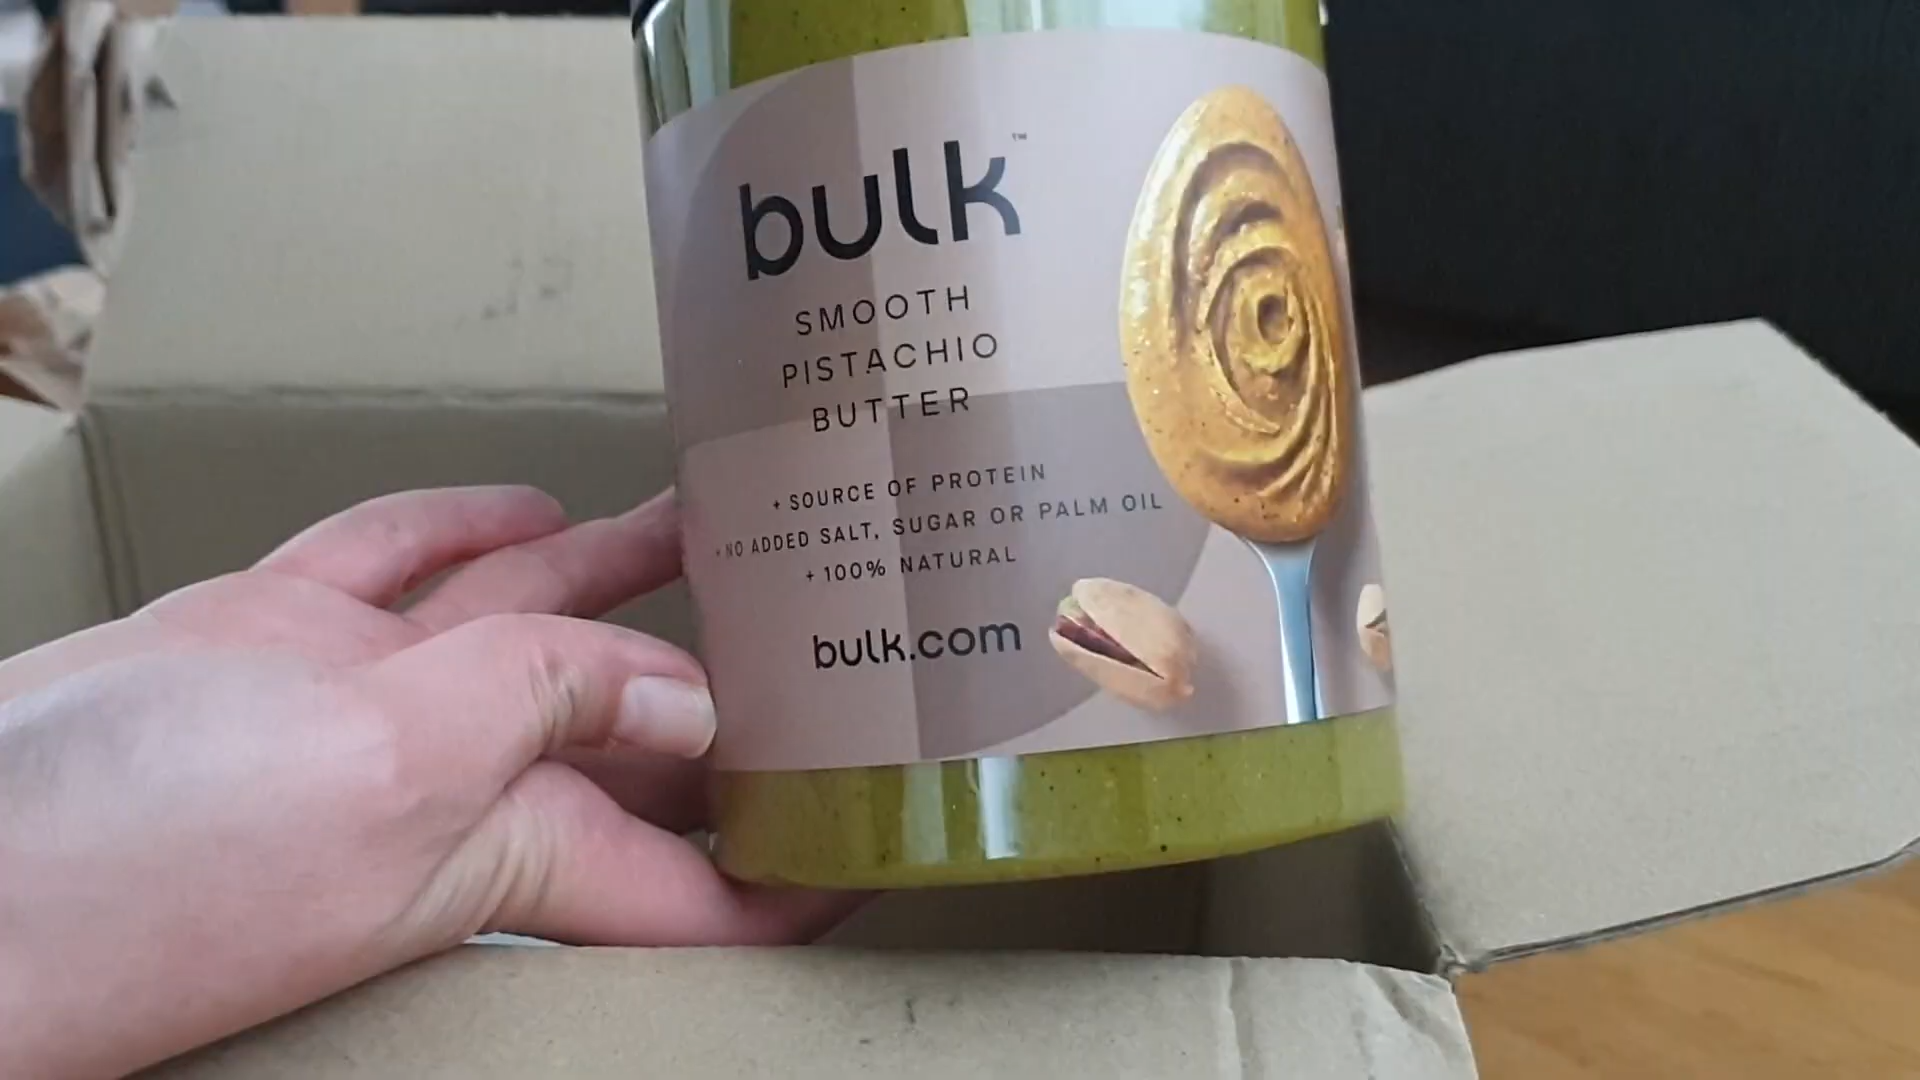 bulk™
SMOOTH
PISTACHIO
BUTTER
+ SOURCE OF PROTEIN
+ NO ADDED SALT, SUGAR OR PALM OIL
+ 100% NATURAL
bulk.com